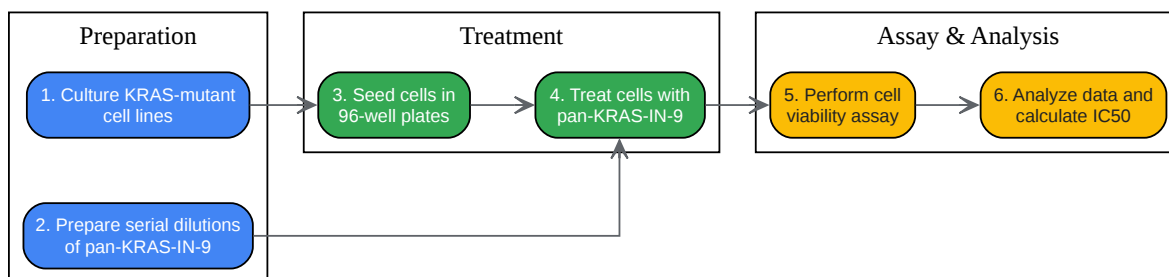 Preparation
1. Culture KRAS-mutant
cell lines
2. Prepare serial dilutions
of pan-KRAS-IN-9
Treatment
3. Seed cells in
96-well plates
4. Treat cells with
pan-KRAS-IN-9
Assay & Analysis
5. Perform cell
viability assay
6. Analyze data and
calculate IC50